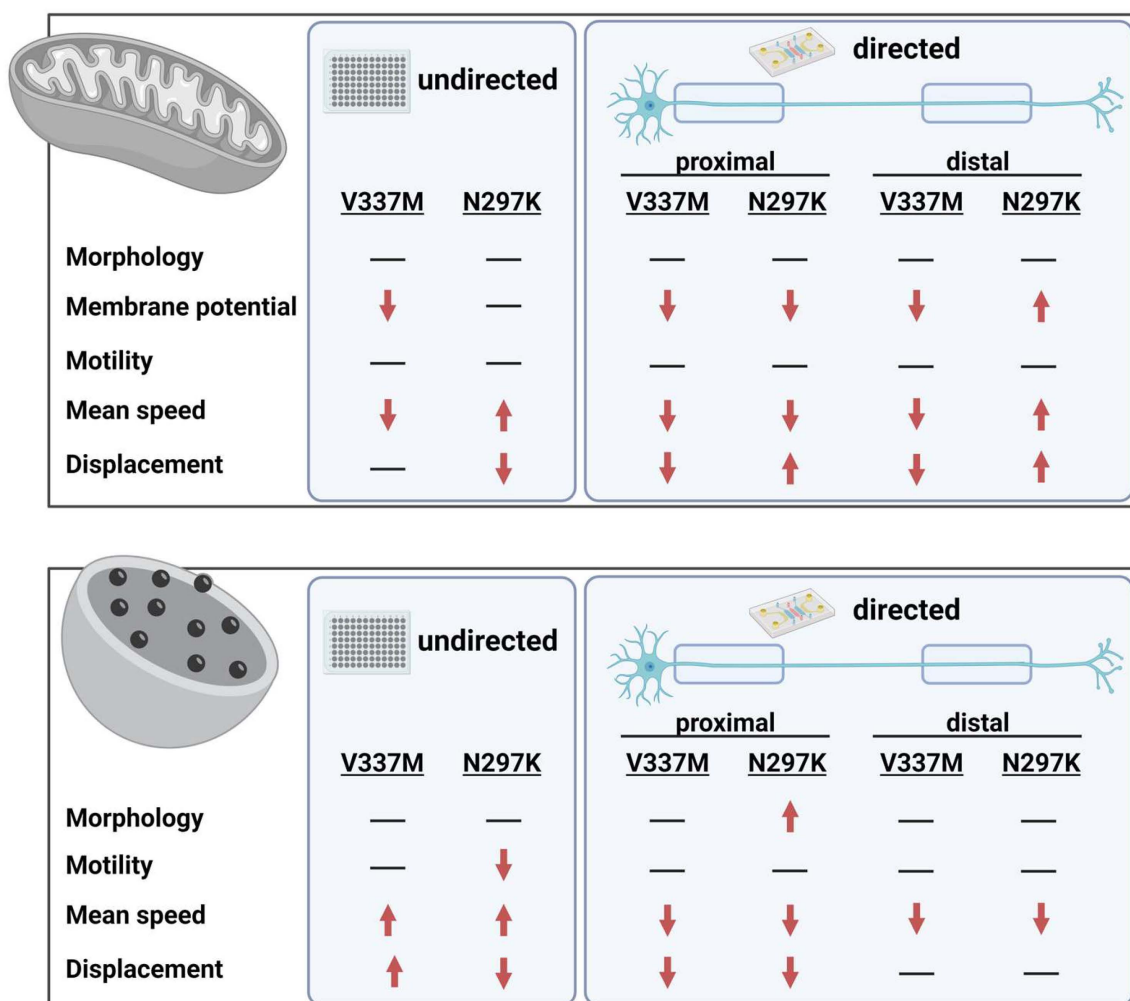 undirected
directed
proximal distal
V337M N297K V337M N297K V337M N297K
Morphology
Membrane potential
Motility
Mean speed
Displacement
undirected
directed
proximal distal
V337M N297K V337M N297K V337M N297K
Morphology
Motility
Mean speed
Displacement